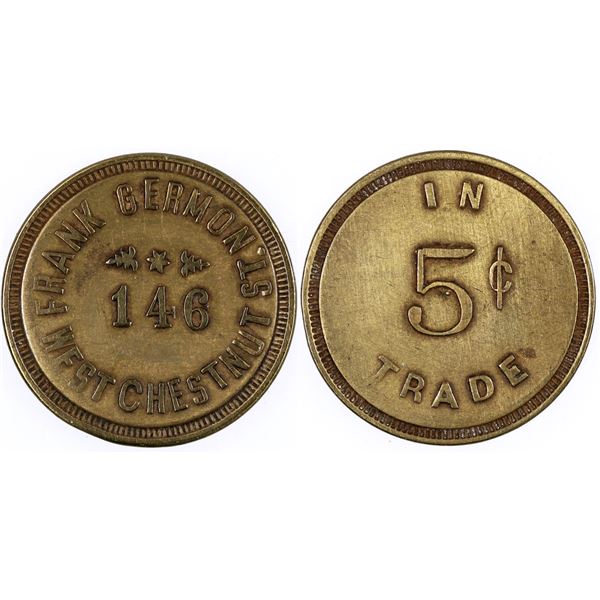 FRANK GERMON
146
WEST CHESTNUT ST.
IN
5¢
TRADE